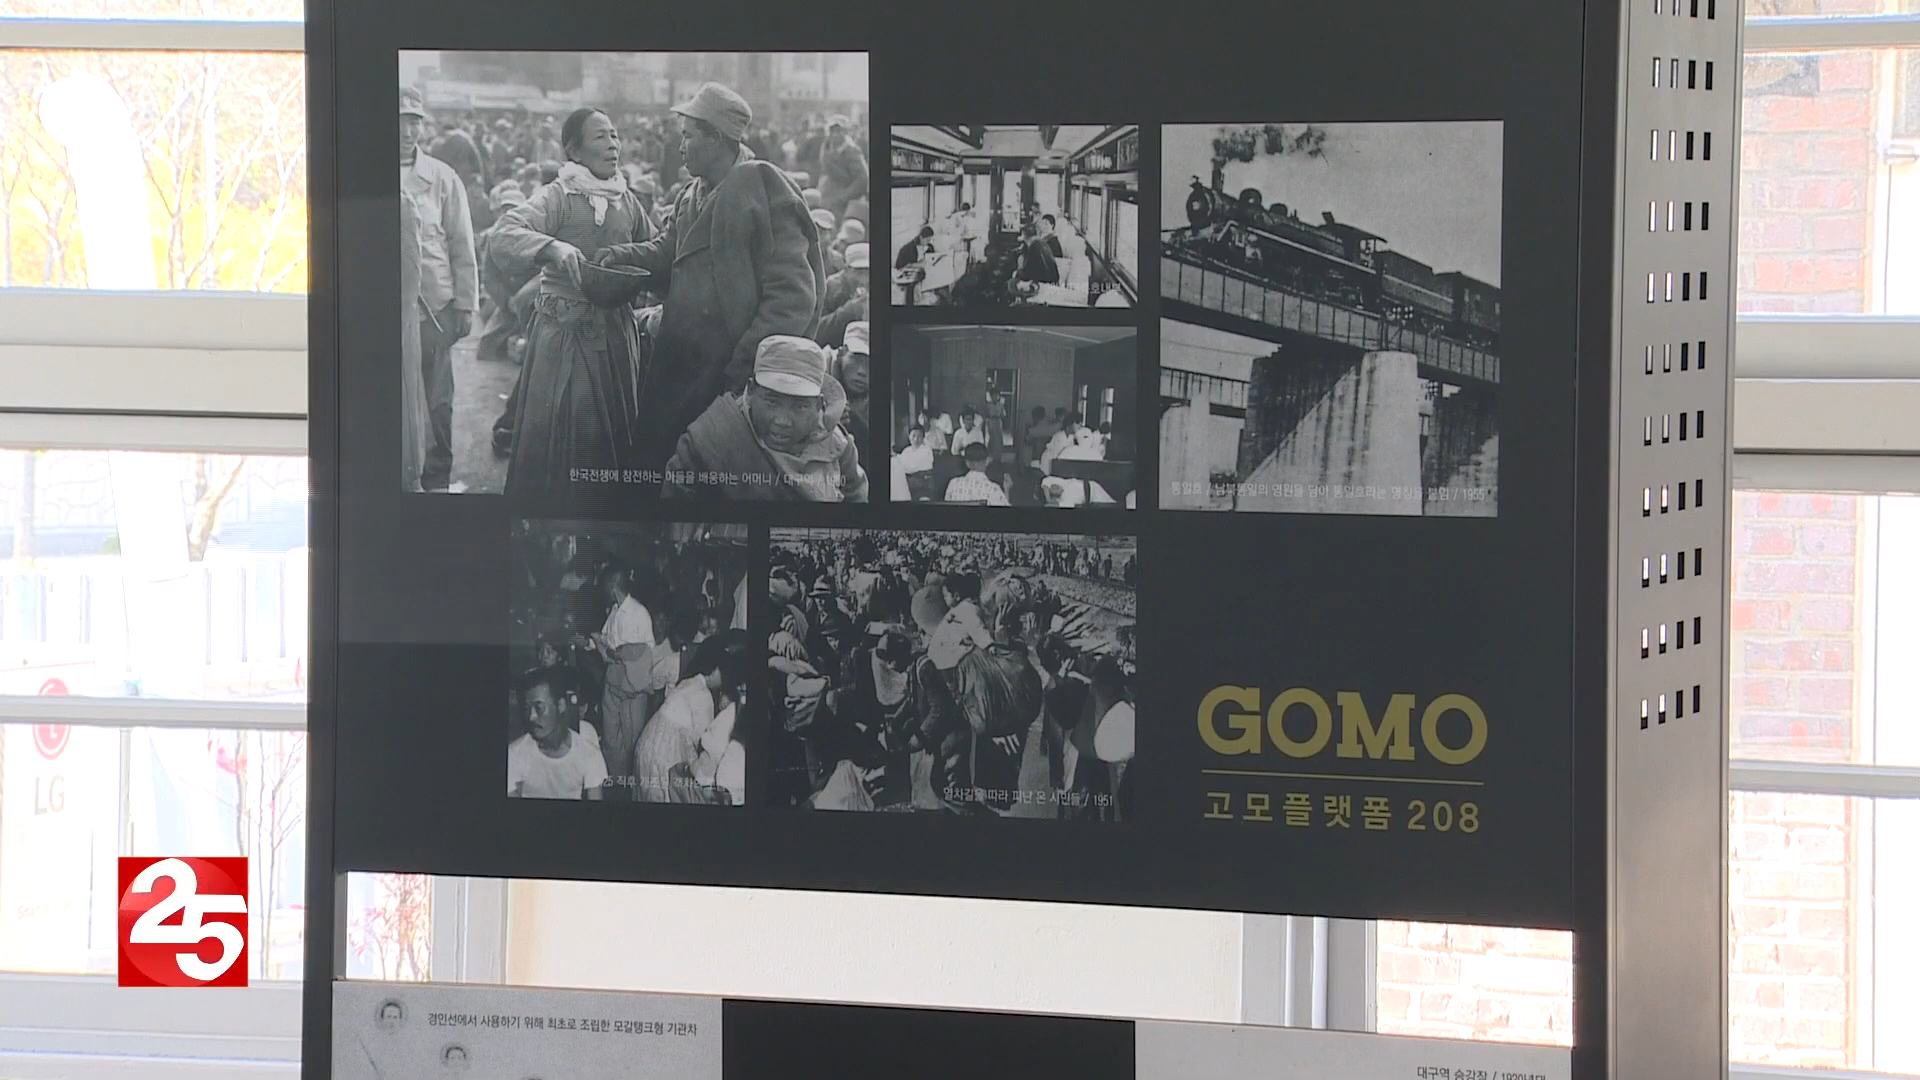 한국전쟁에 참전하는 아들을 배웅하는 어머니 / 대구역 / 1950
통일호 / 남북통일의 염원을 담아 통일호라는 명칭을 붙임 / 1955
직후
열차길을 따라 피난 온 시민들 / 1951
GOMO
고모플랫폼 208
LG
25
경인선에서 사용하기 위해 최초로 조립한 모갈탱크형 기관차
대구역 승강장 / 1920년대